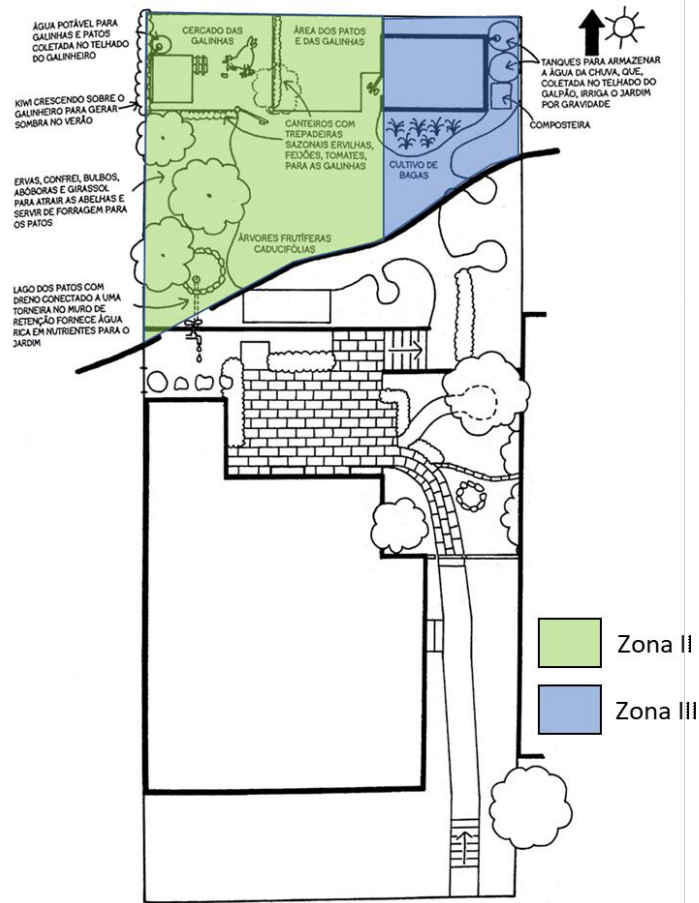 ÁGUA POTÁVEL PARA
GALINHAS E PATOS
COLETADA NO TELHADO
DO GALINHEIRO
CERCADO DAS
GALINHAS
ÁREA DOS PATOS
E DAS GALINHAS
TANQUES PARA ARMAZENAR
A ÁGUA DA CHUVA, QUE,
COLETADA NO TELHADO DO
GALPÃO, IRRIGA O JARDIM
POR GRAVIDADE
KIWI CRESCENDO SOBRE O
GALINHEIRO PARA GERAR
SOMBRA NO VERÃO
CANTEIROS COM
TREPADEIRAS
SAZONAIS ERVILHAS,
FEIJÕES, TOMATES,
PARA AS GALINHAS
COMPOSTEIRA
CULTIVO DE
BAGAS
ERVAS, CONFREI, BULBOS,
ABÓBORAS E GIRASSOL
PARA ATRAIR AS ABELHAS E
SERVIR DE FORRAGEM PARA
OS PATOS
ÁRVORES FRUTÍFERAS
CADUCIFÓLIAS
LAGO DOS PATOS COM
DRENO CONECTADO A UMA
TORNEIRA NO MURO DE
RETENÇÃO FORNECE ÁGUA
RICA EM NUTRIENTES PARA O
JARDIM
Zona II
Zona III